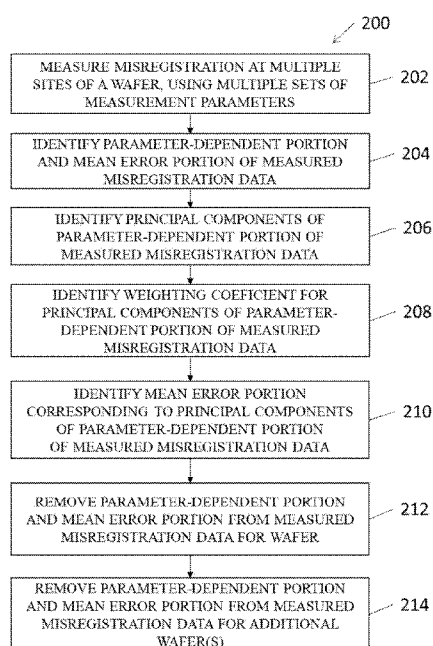 200
MEASURE MISREGISTRATION AT MULTIPLE
SITES OF A WAFER, USING MULTIPLE SETS OF
MEASUREMENT PARAMETERS
202
IDENTIFY PARAMETER-DEPENDENT PORTION
AND MEAN ERROR PORTION OF MEASURED
MISREGISTRATION DATA
204
IDENTIFY PRINCIPAL COMPONENTS OF
PARAMETER-DEPENDENT PORTION OF
MEASURED MISREGISTRATION DATA
206
IDENTIFY WEIGHTING COEFFICIENT FOR
PRINCIPAL COMPONENTS OF PARAMETER-
DEPENDENT PORTION OF MEASURED
MISREGISTRATION DATA
208
IDENTIFY MEAN ERROR PORTION
CORRESPONDING TO PRINCIPAL COMPONENTS
OF PARAMETER-DEPENDENT PORTION
OF MEASURED MISREGISTRATION DATA
210
REMOVE PARAMETER-DEPENDENT PORTION
AND MEAN ERROR PORTION FROM MEASURED
MISREGISTRATION DATA FOR WAFER
212
REMOVE PARAMETER-DEPENDENT PORTION
AND MEAN ERROR PORTION FROM MEASURED
MISREGISTRATION DATA FOR ADDITIONAL
WAFER(S)
214